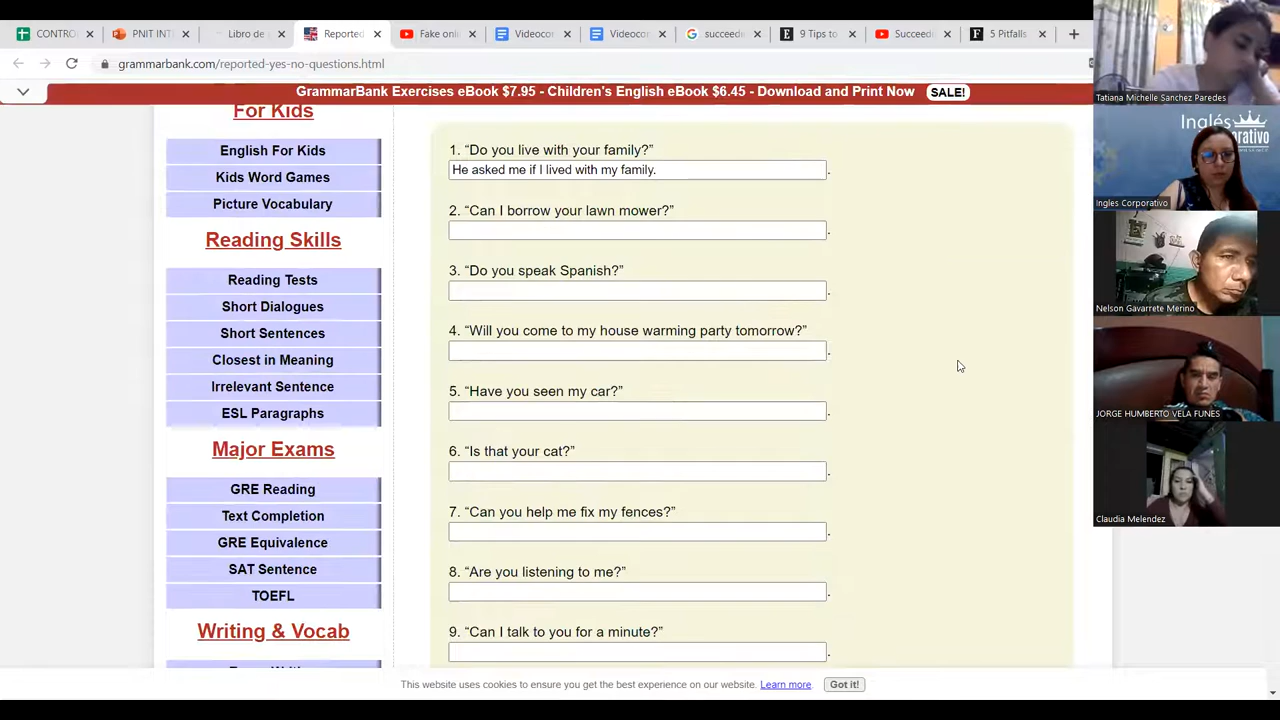 CONTRO
PNIT INT
Libro de
Reported
Fake onl
Videocor
Videocon
succeedi
9 Tips to
Succeed
5 Pitfalls
grammarbank.com/reported-yes-no-questions.html
GrammarBank Exercises eBook $7.95 - Children's English eBook $6.45 - Download and Print Now SALE!
For Kids
English For Kids
Kids Word Games
Picture Vocabulary
Reading Skills
Reading Tests
Short Dialogues
Short Sentences
Closest in Meaning
Irrelevant Sentence
ESL Paragraphs
Major Exams
GRE Reading
Text Completion
GRE Equivalence
SAT Sentence
TOEFL
Writing & Vocab
1. “Do you live with your family?”
He asked me if I lived with my family. .
2. “Can I borrow your lawn mower?”
.
3. “Do you speak Spanish?”
.
4. “Will you come to my house warming party tomorrow?”
.
5. “Have you seen my car?”
.
6. “Is that your cat?”
.
7. “Can you help me fix my fences?”
.
8. “Are you listening to me?”
.
9. “Can I talk to you for a minute?”
.
This website uses cookies to ensure you get the best experience on our website. Learn more. Got it!
Tatiana Michelle Sanchez Paredes
Inglés
Ingles Corporativo
Nelson Gavarrete Merino
JORGE HUMBERTO VELA FUNES
Claudia Melendez